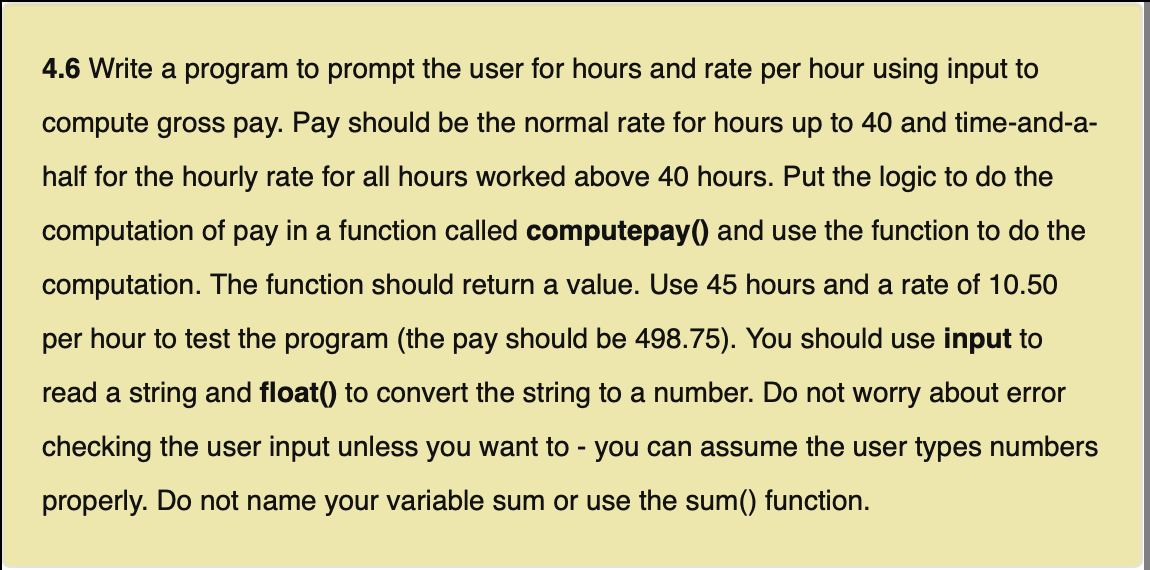 4.6 Write a program to prompt the user for hours and rate per hour using input to
compute gross pay. Pay should be the normal rate for hours up to 40 and time-and-a-
half for the hourly rate for all hours worked above 40 hours. Put the logic to do the
computation of pay in a function called computepay() and use the function to do the
computation. The function should return a value. Use 45 hours and a rate of 10.50
per hour to test the program (the pay should be 498.75). You should use input to
read a string and float() to convert the string to a number. Do not worry about error
checking the user input unless you want to - you can assume the user types numbers
properly. Do not name your variable sum or use the sum() function.